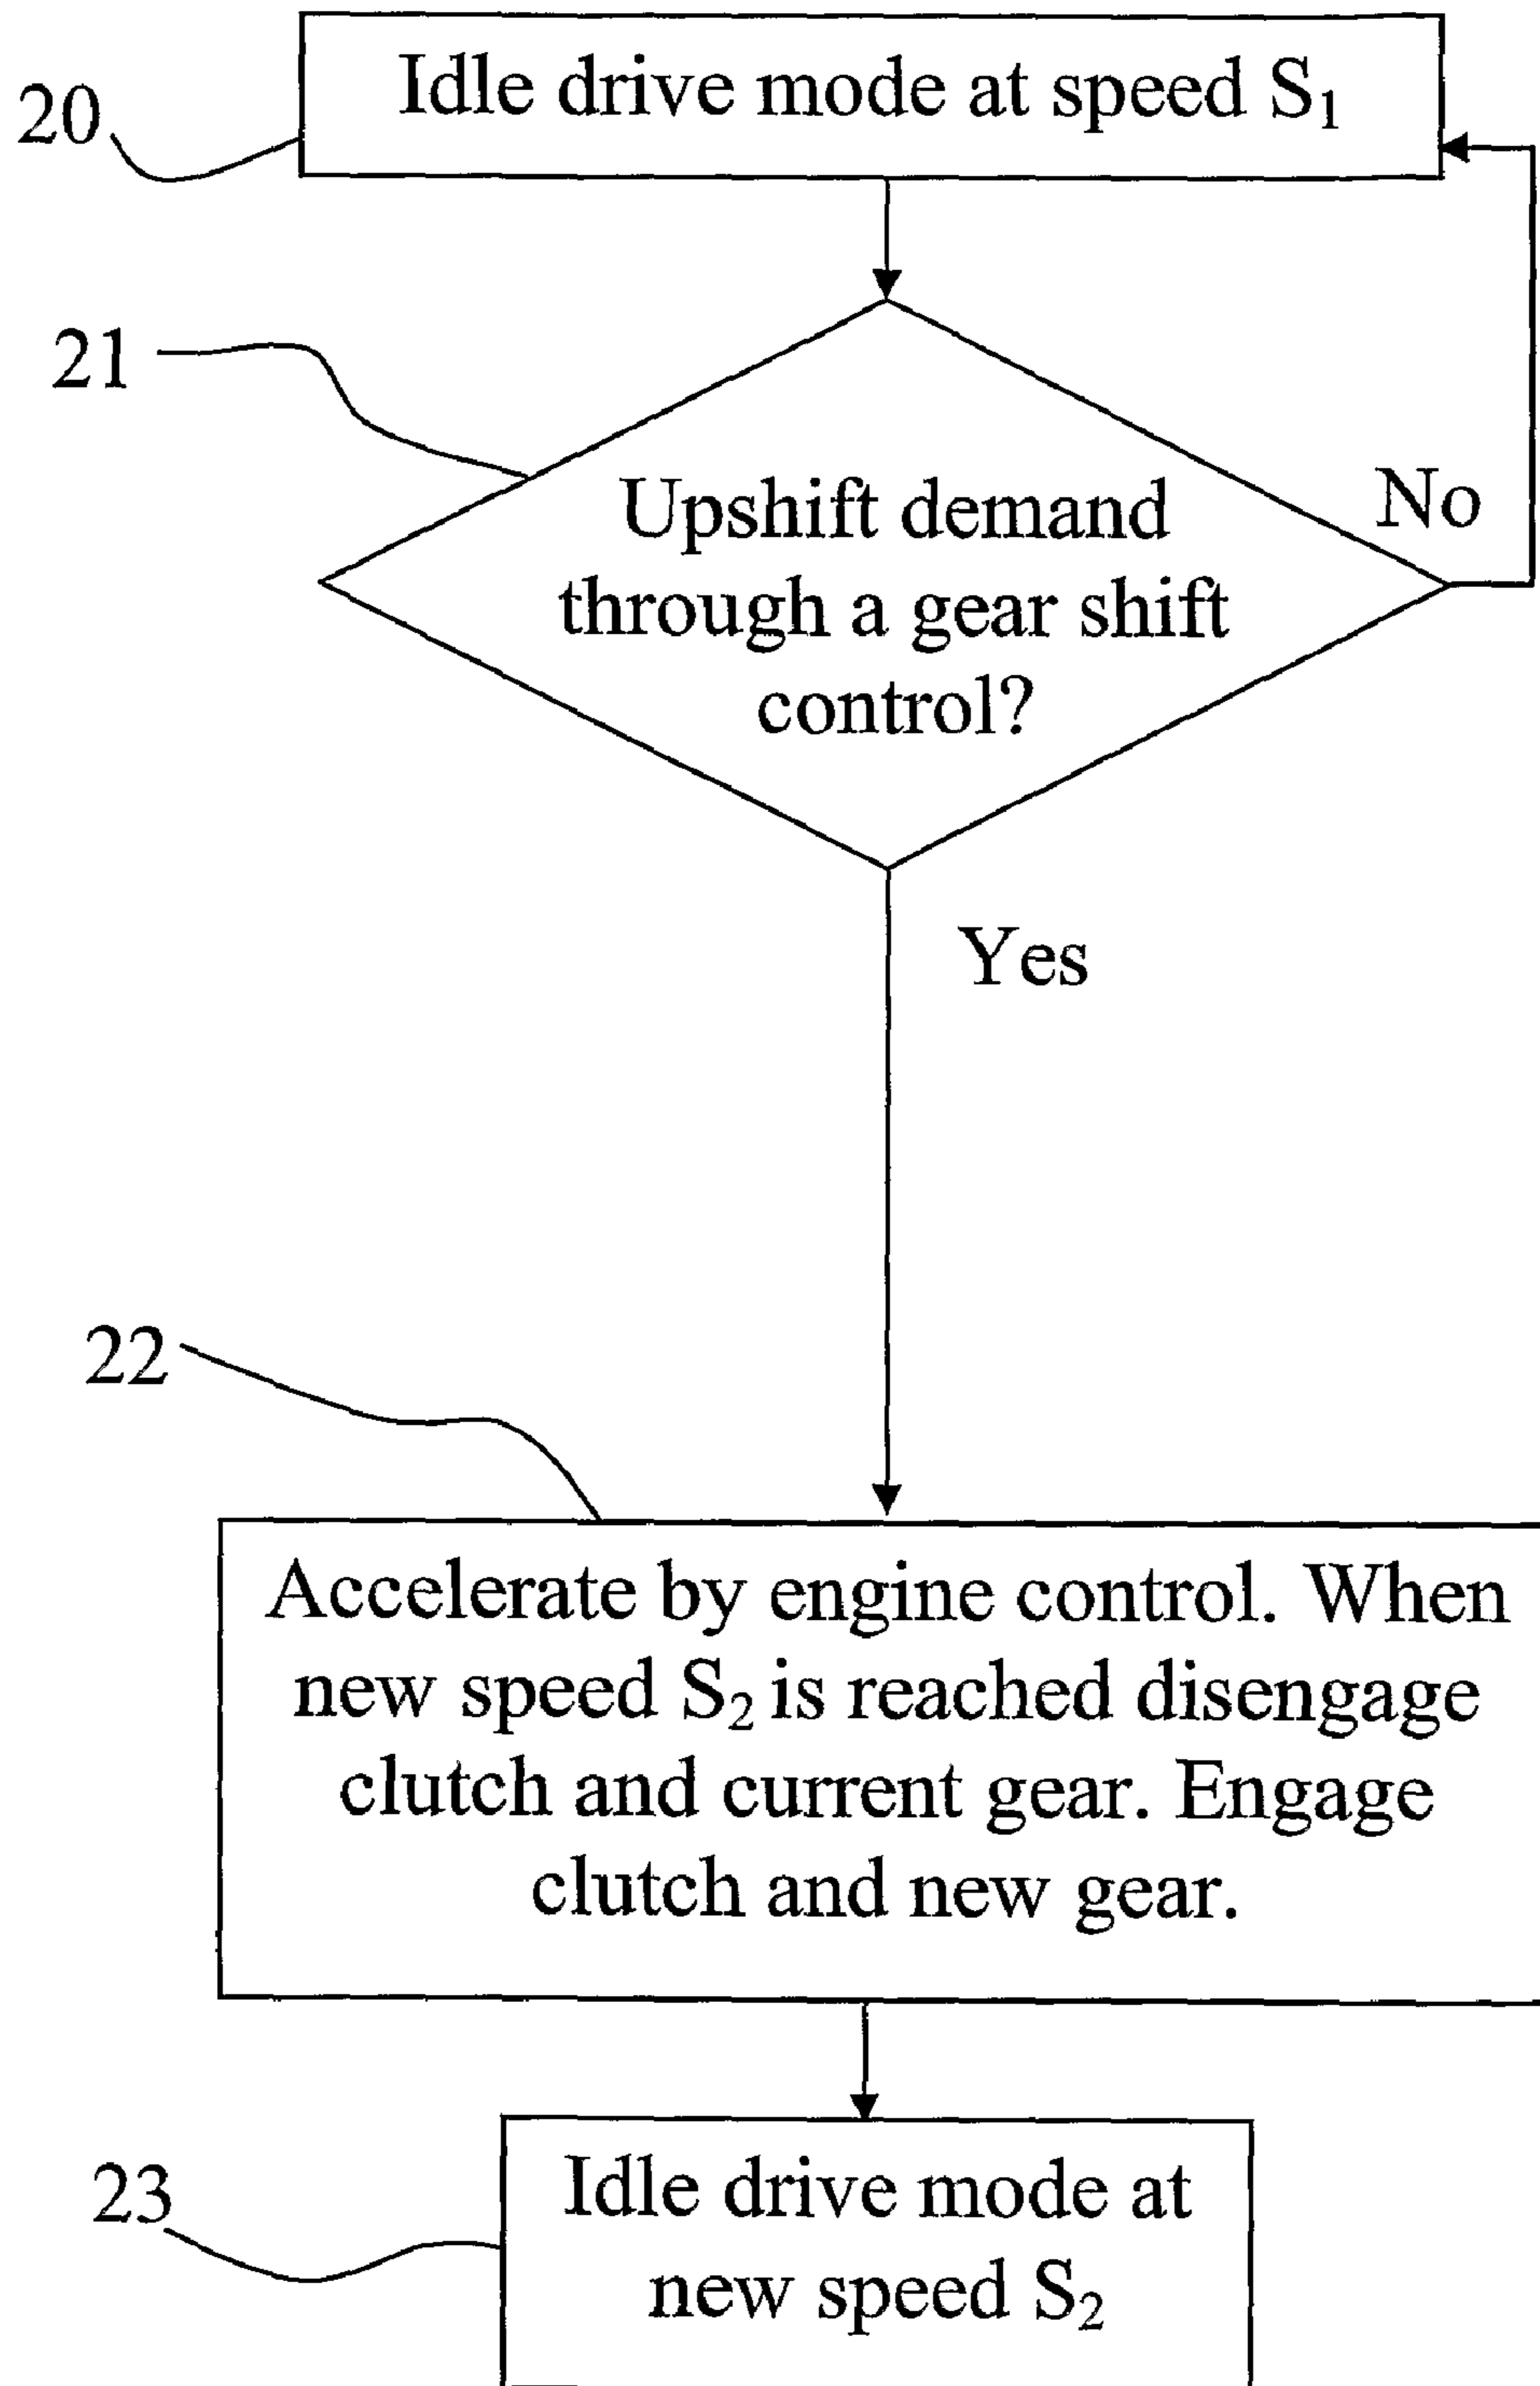 20
Idle drive mode at speed S₁
21
Upshift demand
through a gear shift
control?
No
Yes
22
Accelerate by engine control. When
new speed S₂ is reached disengage
clutch and current gear. Engage
clutch and new gear.
23
Idle drive mode at
new speed S₂